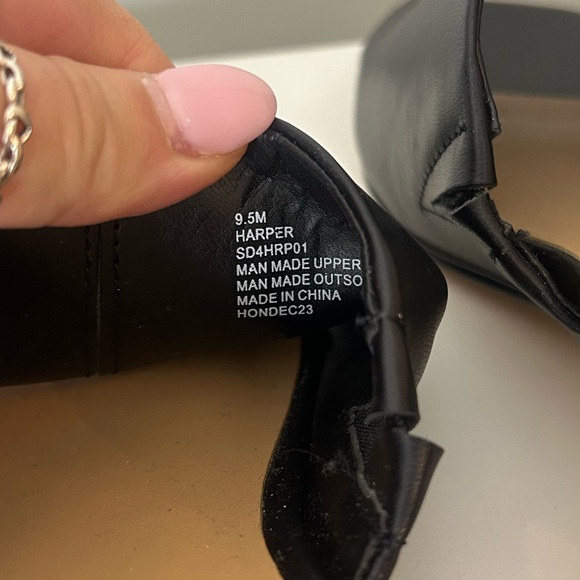 9.5M
HARPER
SD4HRP01
MAN MADE UPPER
MAN MADE OUTSO
MADE IN CHINA
HONDEC23